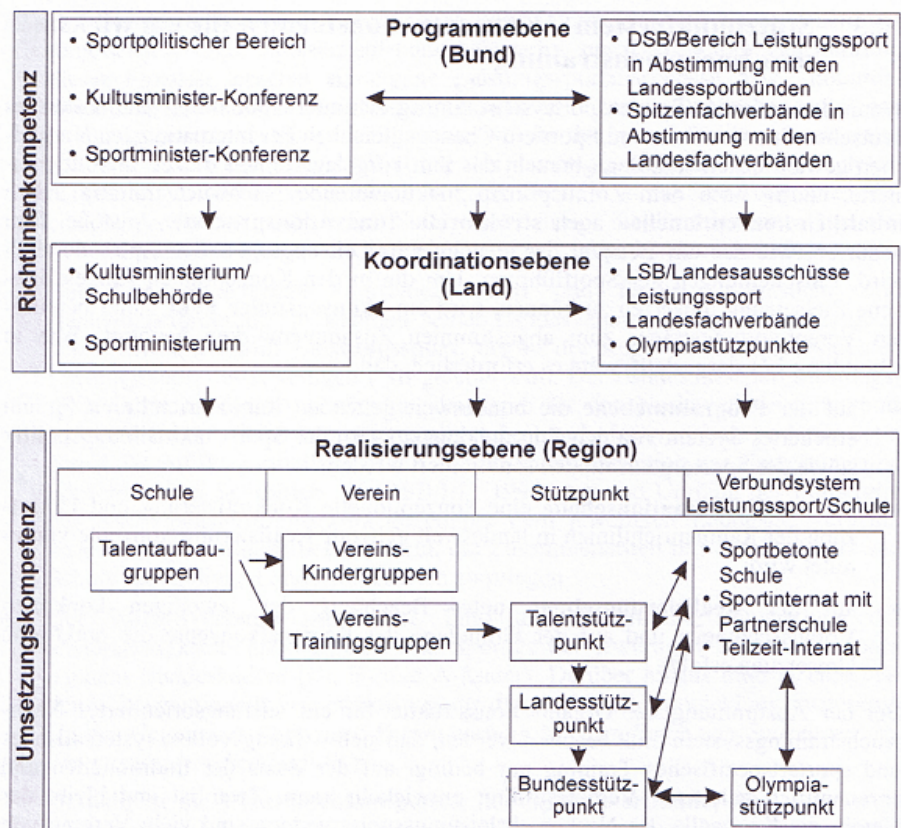 Richtlinienkompetenz
Programmebene
(Bund)
• Sportpolitischer Bereich
• Kultusminister-Konferenz
• Sportminister-Konferenz
• DSB/Bereich Leistungssport
in Abstimmung mit den
Landessportbünden
• Spitzenfachverbände in
Abstimmung mit den
Landesfachverbänden
Koordinationsebene
(Land)
• Kultusminsterium/
Schulbehörde
• Sportministerium
• LSB/Landesausschüsse
Leistungssport
• Landesfachverbände
• Olympiastützpunkte
Umsetzungskompetenz
Realisierungsebene (Region)
Schule
Verein
Stützpunkt
Verbundsystem
Leistungssport/Schule
Talentaufbau-
gruppen
Vereins-
Kindergruppen
Vereins-
Trainingsgruppen
Talentstütz-
punkt
Landesstütz-
punkt
Bundesstütz-
punkt
• Sportbetonte
Schule
• Sportinternat mit
Partnerschule
• Teilzeit-Internat
Olympia-
stützpunkt